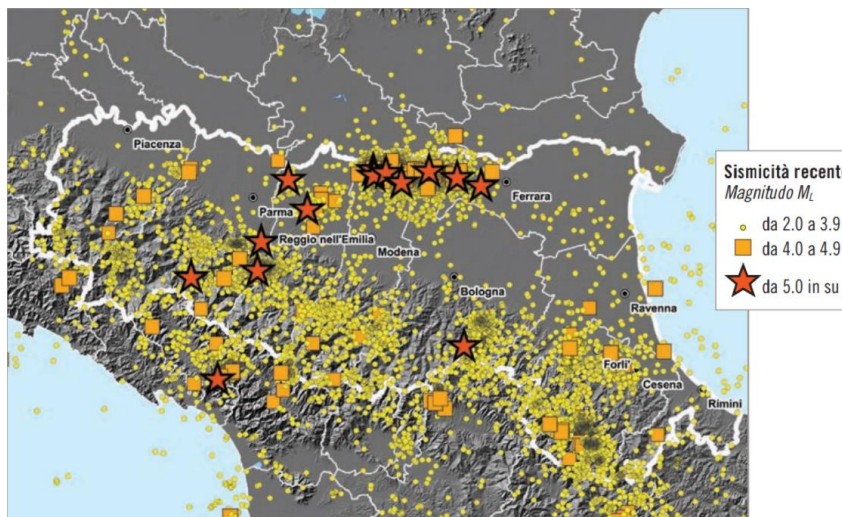 Piacenza
Parma
Reggio nell'Emilia
Modena
Ferrara
Bologna
Ravenna
Forli'
Cesena
Rimini
Sismicità recente
Magnitudo ML
da 2.0 a 3.9
da 4.0 a 4.9
da 5.0 in su